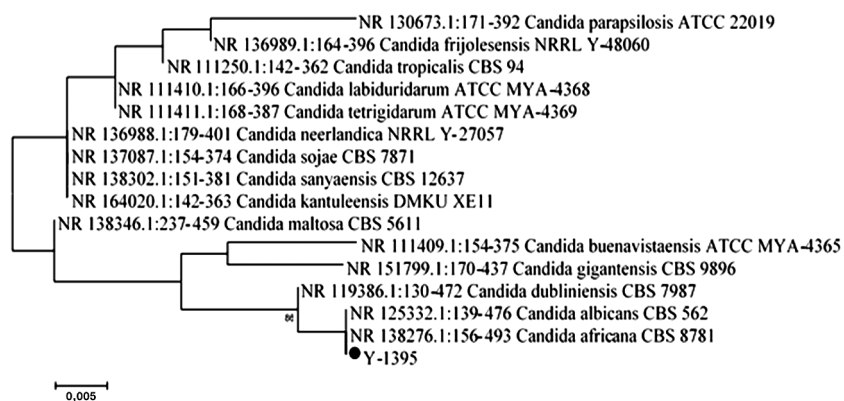 NR 130673.1:171-392 Candida parapsilosis ATCC 22019
NR 136989.1:164-396 Candida frijolesensis NRRL Y-48060
NR 111250.1:142-362 Candida tropicalis CBS 94
NR 111410.1:166-396 Candida labiduridarum ATCC MYA-4368
NR 111411.1:168-387 Candida tetrigidarum ATCC MYA-4369
NR 136988.1:179-401 Candida neerlandica NRRL Y-27057
NR 137087.1:154-374 Candida sojae CBS 7871
NR 138302.1:151-381 Candida sanyaensis CBS 12637
NR 164020.1:142-363 Candida kantuleensis DMKU XE11
NR 138346.1:237-459 Candida maltosa CBS 5611
NR 111409.1:154-375 Candida buenavistaensis ATCC MYA-4365
NR 151799.1:170-437 Candida gigantensis CBS 9896
NR 119386.1:130-472 Candida dubliniensis CBS 7987
NR 125332.1:139-476 Candida albicans CBS 562
NR 138276.1:156-493 Candida africana CBS 8781
Y-1395
0,005